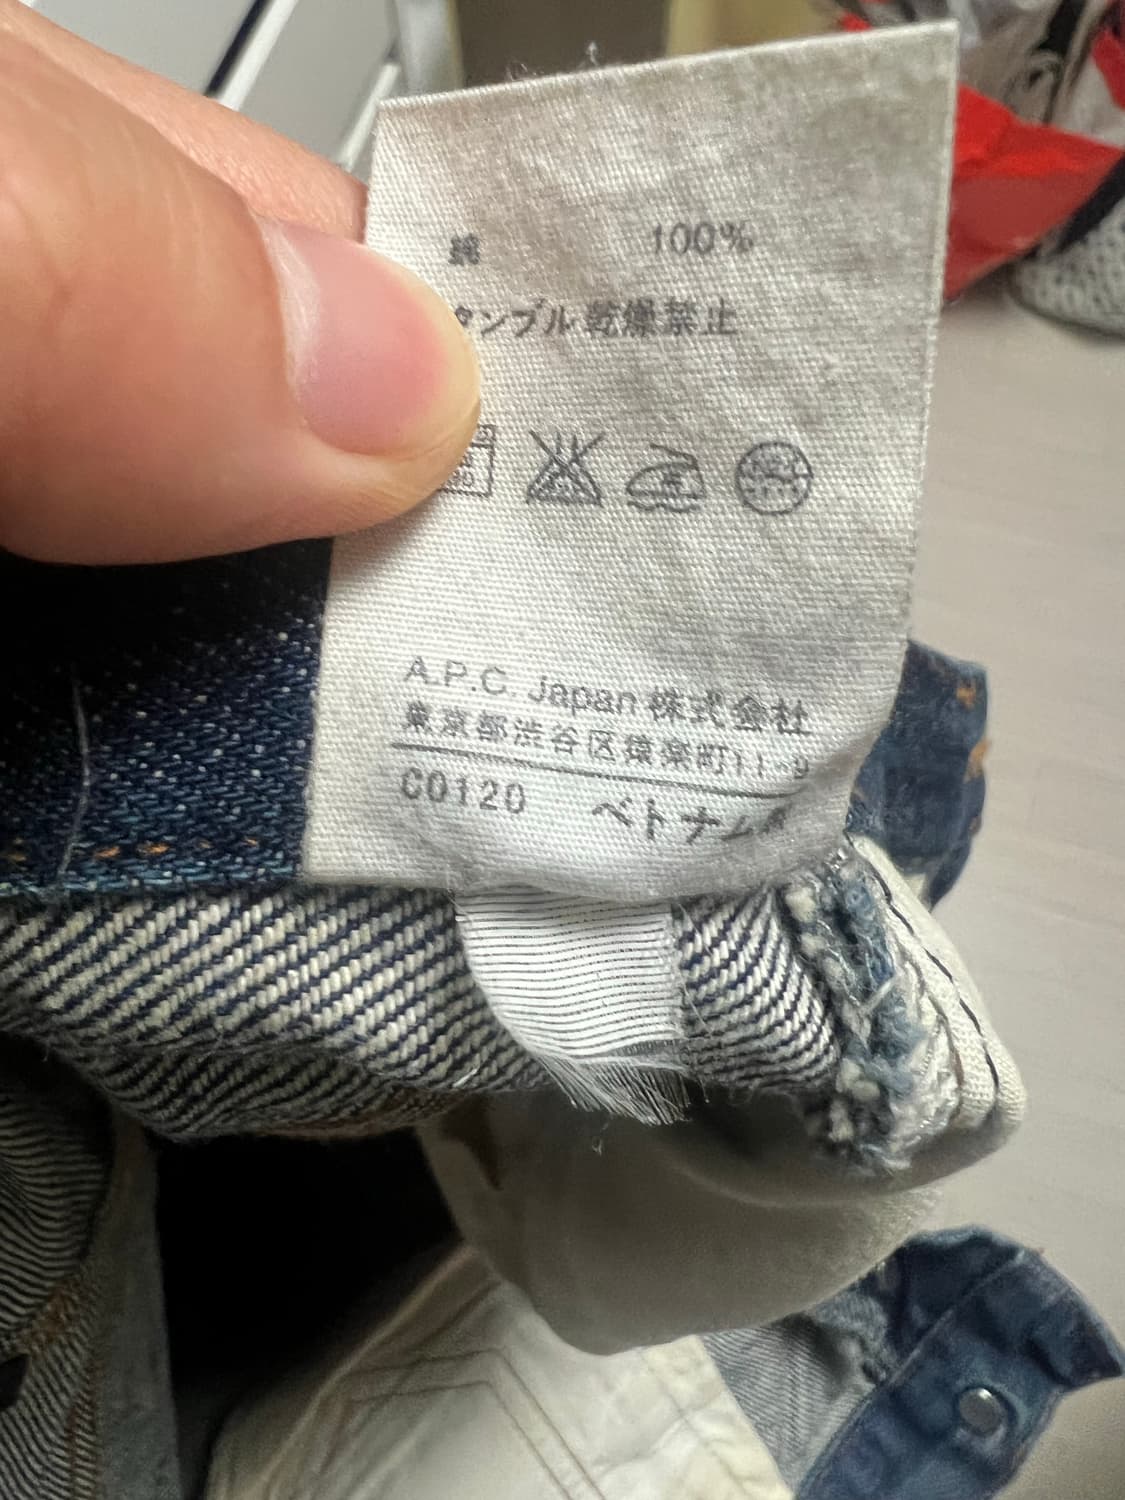 綿 100%
タンブル乾燥禁止
A.P.C. Japan 株式会社
東京都渋谷区猿楽町11-9
C0120 ベトナム